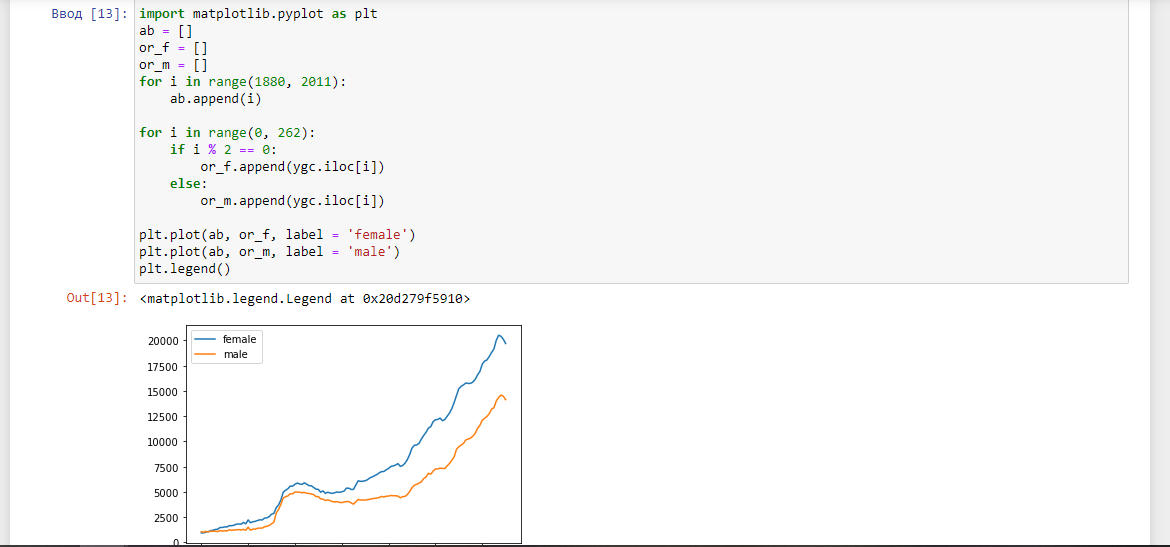 Ввод [13]: import matplotlib.pyplot as plt
ab = []
or_f = []
or_m = []
for i in range(1880, 2011):
    ab.append(i)
for i in range(0, 262):
    if i % 2 == 0:
        or_f.append(ygc.iloc[i])
    else:
        or_m.append(ygc.iloc[i])
plt.plot(ab, or_f, label = 'female')
plt.plot(ab, or_m, label = 'male')
plt.legend()
Out[13]: <matplotlib.legend.Legend at 0x20d279f5910>
female
male
20000
17500
15000
12500
10000
7500
5000
2500
0